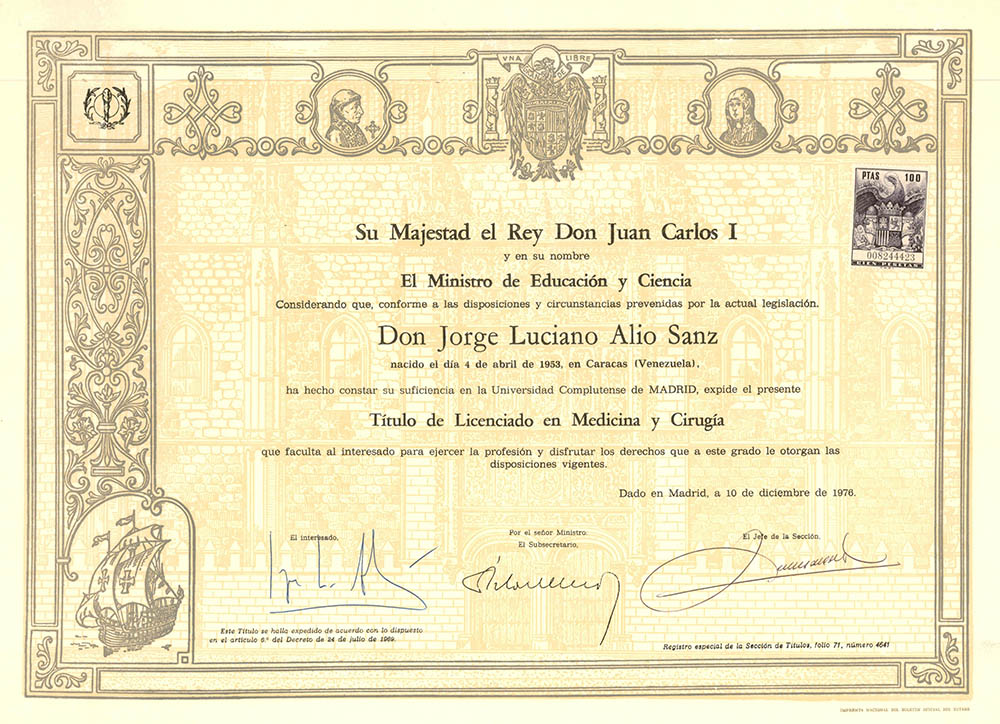 VNA
LIBRE
PTAS 100
008244423
CIEN PESETAS
Su Majestad el Rey Don Juan Carlos I
y en su nombre
El Ministro de Educación y Ciencia
Considerando que, conforme a las disposiciones y circunstancias prevenidas por la actual legislación.
Don Jorge Luciano Alio Sanz
nacido el día 4 de abril de 1953, en Caracas (Venezuela),
ha hecho constar su suficiencia en la Universidad Complutense de MADRID, expide el presente
Título de Licenciado en Medicina y Cirugía
que faculta al interesado para ejercer la profesión y disfrutar los derechos que a este grado le otorgan las
disposiciones vigentes.
Dado en Madrid, a 10 de diciembre de 1976.
El interesado,
Por el señor Ministro:
El Subsecretario,
El Jefe de la Sección.
Este Título se halla expedido de acuerdo con lo dispuesto
en el artículo 6.º del Decreto de 24 de julio de 1969.
Registro especial de la Sección de Títulos, folio 71, número 4641
IMPRENTA NACIONAL DEL BOLETIN OFICIAL DEL ESTADO